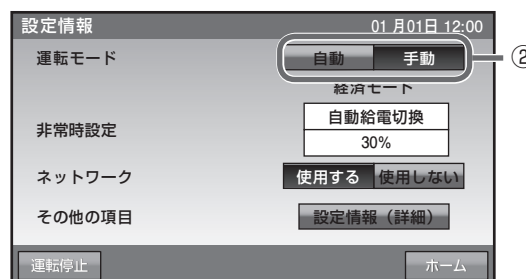 設定情報 01月01日 12:00
運転モード 自動 手動 ②
経済モード
非常時設定 自動給電切換
30%
ネットワーク 使用する 使用しない
その他の項目 設定情報（詳細）
運転停止 ホーム